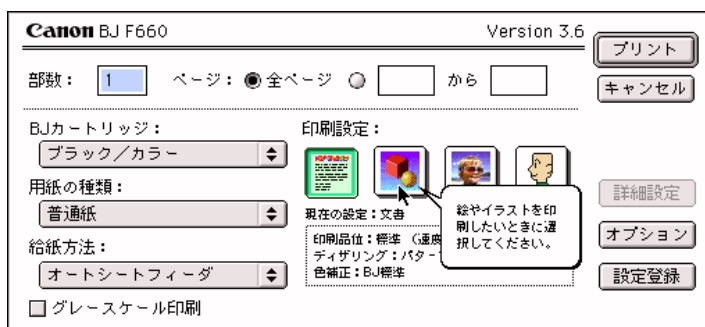 Canon BJ F660
Version 3.6
プリント
部数： 1 ページ： 全ページ から
キャンセル
BJカートリッジ：
ブラック／カラー
印刷設定：
用紙の種類：
普通紙
現在の設定：文書
絵やイラストを印
刷したいときに選
択してください。
詳細設定
給紙方法：
オートシートフィーダ
印刷品位：標準 （速度
ディザリング：パター
色補正：BJ標準
オプション
設定登録
グレースケール印刷